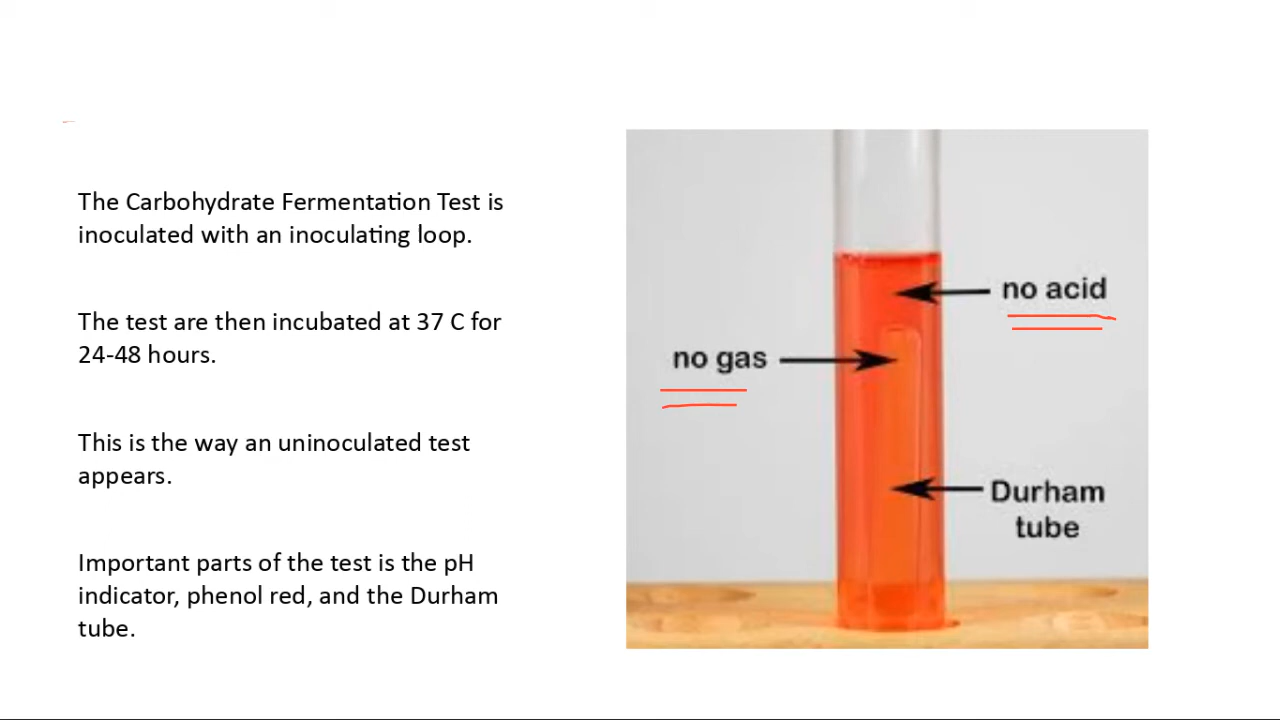 The Carbohydrate Fermentation Test is
inoculated with an inoculating loop.
The test are then incubated at 37 C for
24-48 hours.
This is the way an uninoculated test
appears.
Important parts of the test is the pH
indicator, phenol red, and the Durham
tube.
no acid
no gas
Durham
tube